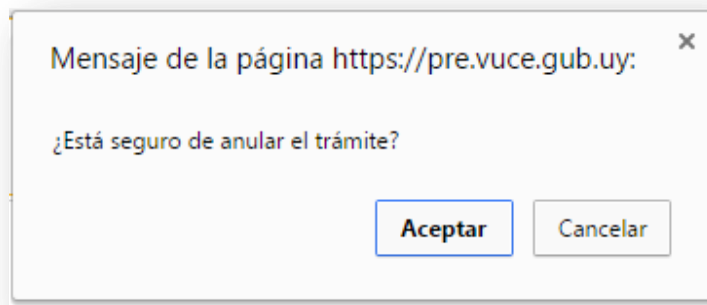 Mensaje de la página https://pre.vuce.gub.uy:
¿Está seguro de anular el trámite?
Aceptar
Cancelar